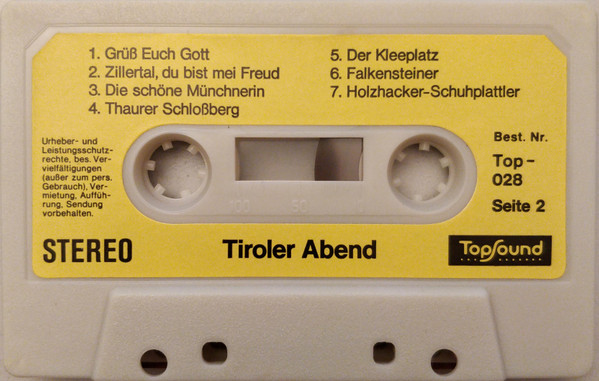 1. Grüß Euch Gott
2. Zillertal, du bist mei Freud
3. Die schöne Münchnerin
4. Thaurer Schloßberg
5. Der Kleeplatz
6. Falkensteiner
7. Holzhacker-Schuhplattler
Urheber- und
Leistungsschutz-
rechte, bes. Ver-
vielfältigungen
(außer zum pers.
Gebrauch), Ver-
mietung, Auffüh-
rung, Sendung
vorbehalten.
100 50
Best. Nr.
Top -
028
Seite 2
STEREO
Tiroler Abend
TopSound